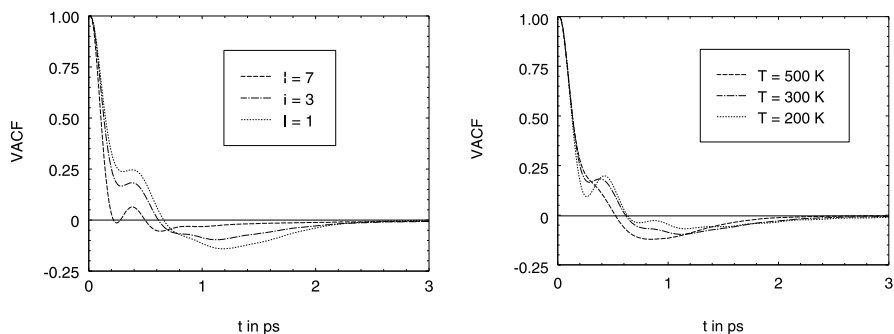 1.00
0.75
0.50
0.25
0
-0.25
VACF
I = 7
i = 3
I = 1
0
1
2
3
t in ps
1.00
0.75
0.50
0.25
0
-0.25
VACF
T = 500 K
T = 300 K
T = 200 K
0
1
2
3
t in ps